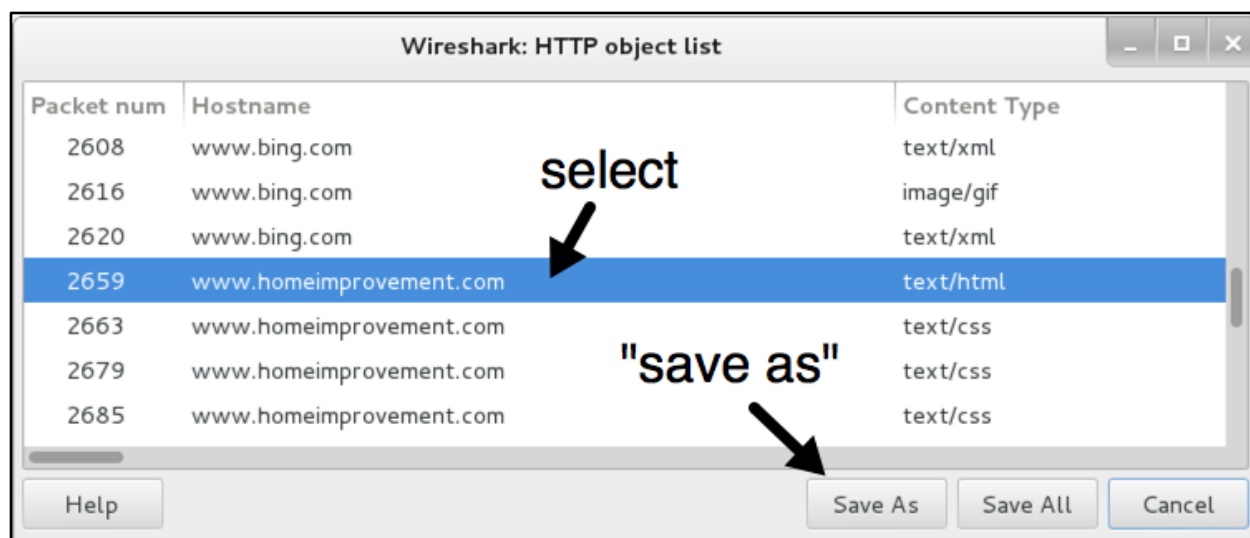 Wireshark: HTTP object list
Packet num Hostname Content Type
2608 www.bing.com text/xml
select
2616 www.bing.com image/gif
2620 www.bing.com text/xml
2659 www.homeimprovement.com text/html
2663 www.homeimprovement.com text/css
"save as"
2679 www.homeimprovement.com text/css
2685 www.homeimprovement.com text/css
Help Save As Save All Cancel